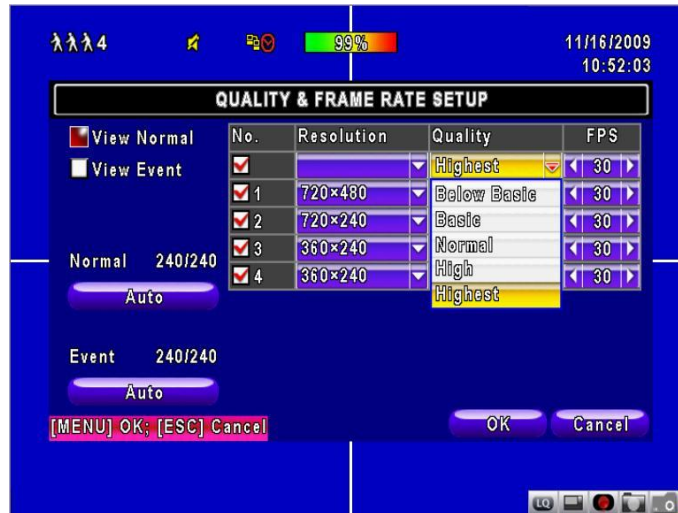 4 99% 11/16/2009
10:52:03
QUALITY & FRAME RATE SETUP
View Normal
View Event
No. Resolution Quality FPS
Highest 30
1 720×480 Below Basic 30
2 720×240 Basic 30
3 360×240 Normal 30
4 360×240 High 30
Highest
Normal 240/240
Auto
Event 240/240
Auto
[MENU] OK; [ESC] Cancel
OK Cancel
LQ